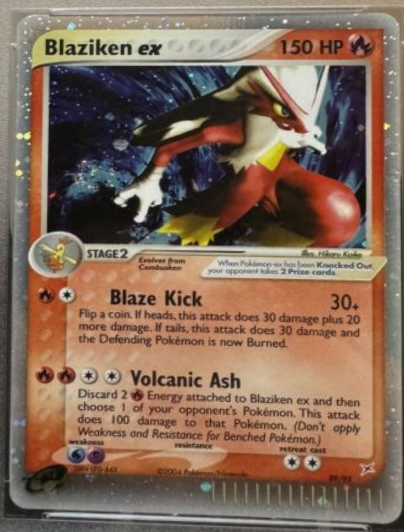 Blaziken ex 150 HP
Illus. Hikaru Koike
STAGE 2
Evolves from
Combusken
When Pokémon-ex has been Knocked Out,
your opponent takes 2 Prize cards.
Blaze Kick 30+
Flip a coin. If heads, this attack does 30 damage plus 20
more damage. If tails, this attack does 30 damage and
the Defending Pokémon is now Burned.
Volcanic Ash
Discard 2 Energy attached to Blaziken ex and then
choose 1 of your opponent's Pokémon. This attack
does 100 damage to that Pokémon. (Don't apply
Weakness and Resistance for Benched Pokémon.)
weakness resistance retreat cost
©2004 Pokémon/Nintendo 89/95